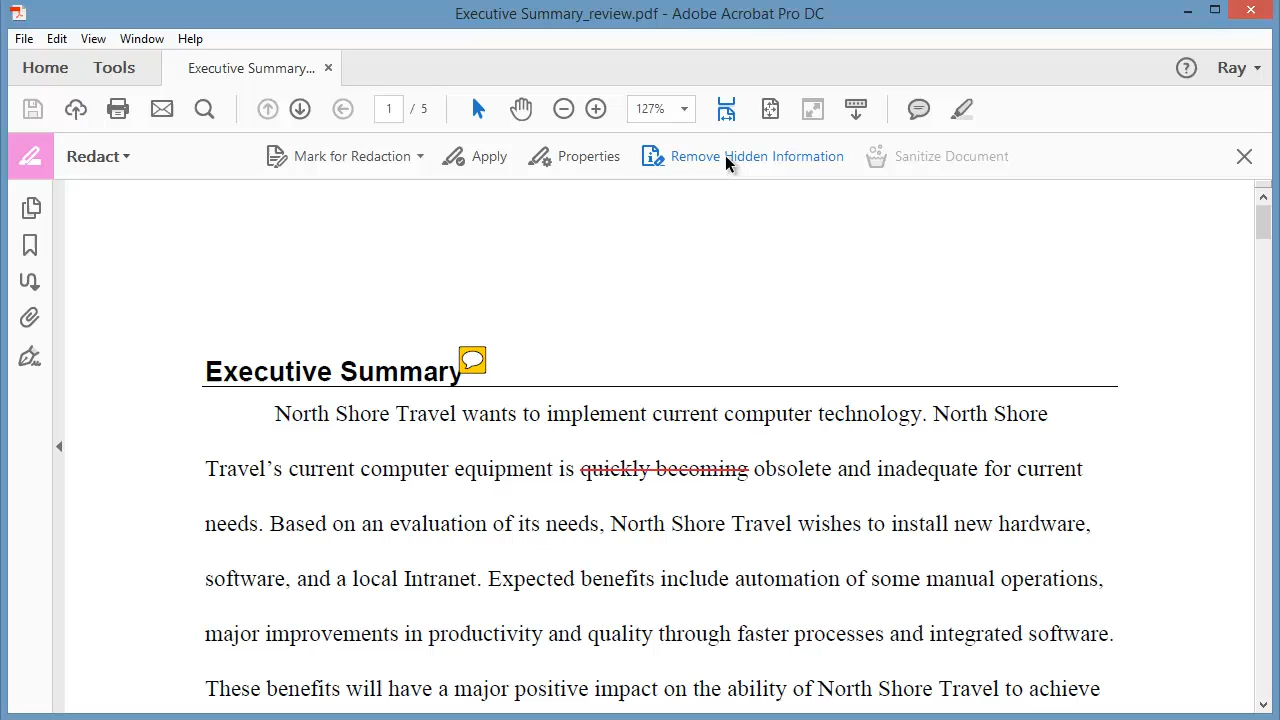 Executive Summary_review.pdf - Adobe Acrobat Pro DC
File Edit View Window Help
Home Tools Executive Summary... × ? Ray
1 / 5 127%
Redact Mark for Redaction Apply Properties Remove Hidden Information Sanitize Document
Executive Summary
North Shore Travel wants to implement current computer technology. North Shore
Travel’s current computer equipment is quickly becoming obsolete and inadequate for current
needs. Based on an evaluation of its needs, North Shore Travel wishes to install new hardware,
software, and a local Intranet. Expected benefits include automation of some manual operations,
major improvements in productivity and quality through faster processes and integrated software.
These benefits will have a major positive impact on the ability of North Shore Travel to achieve